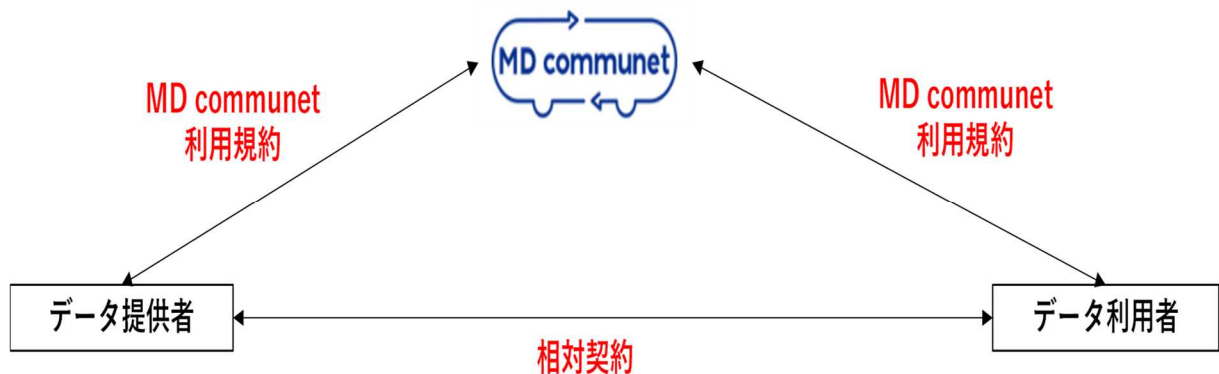 MD communet
MD communet
利用規約
MD communet
利用規約
データ提供者
データ利用者
相対契約